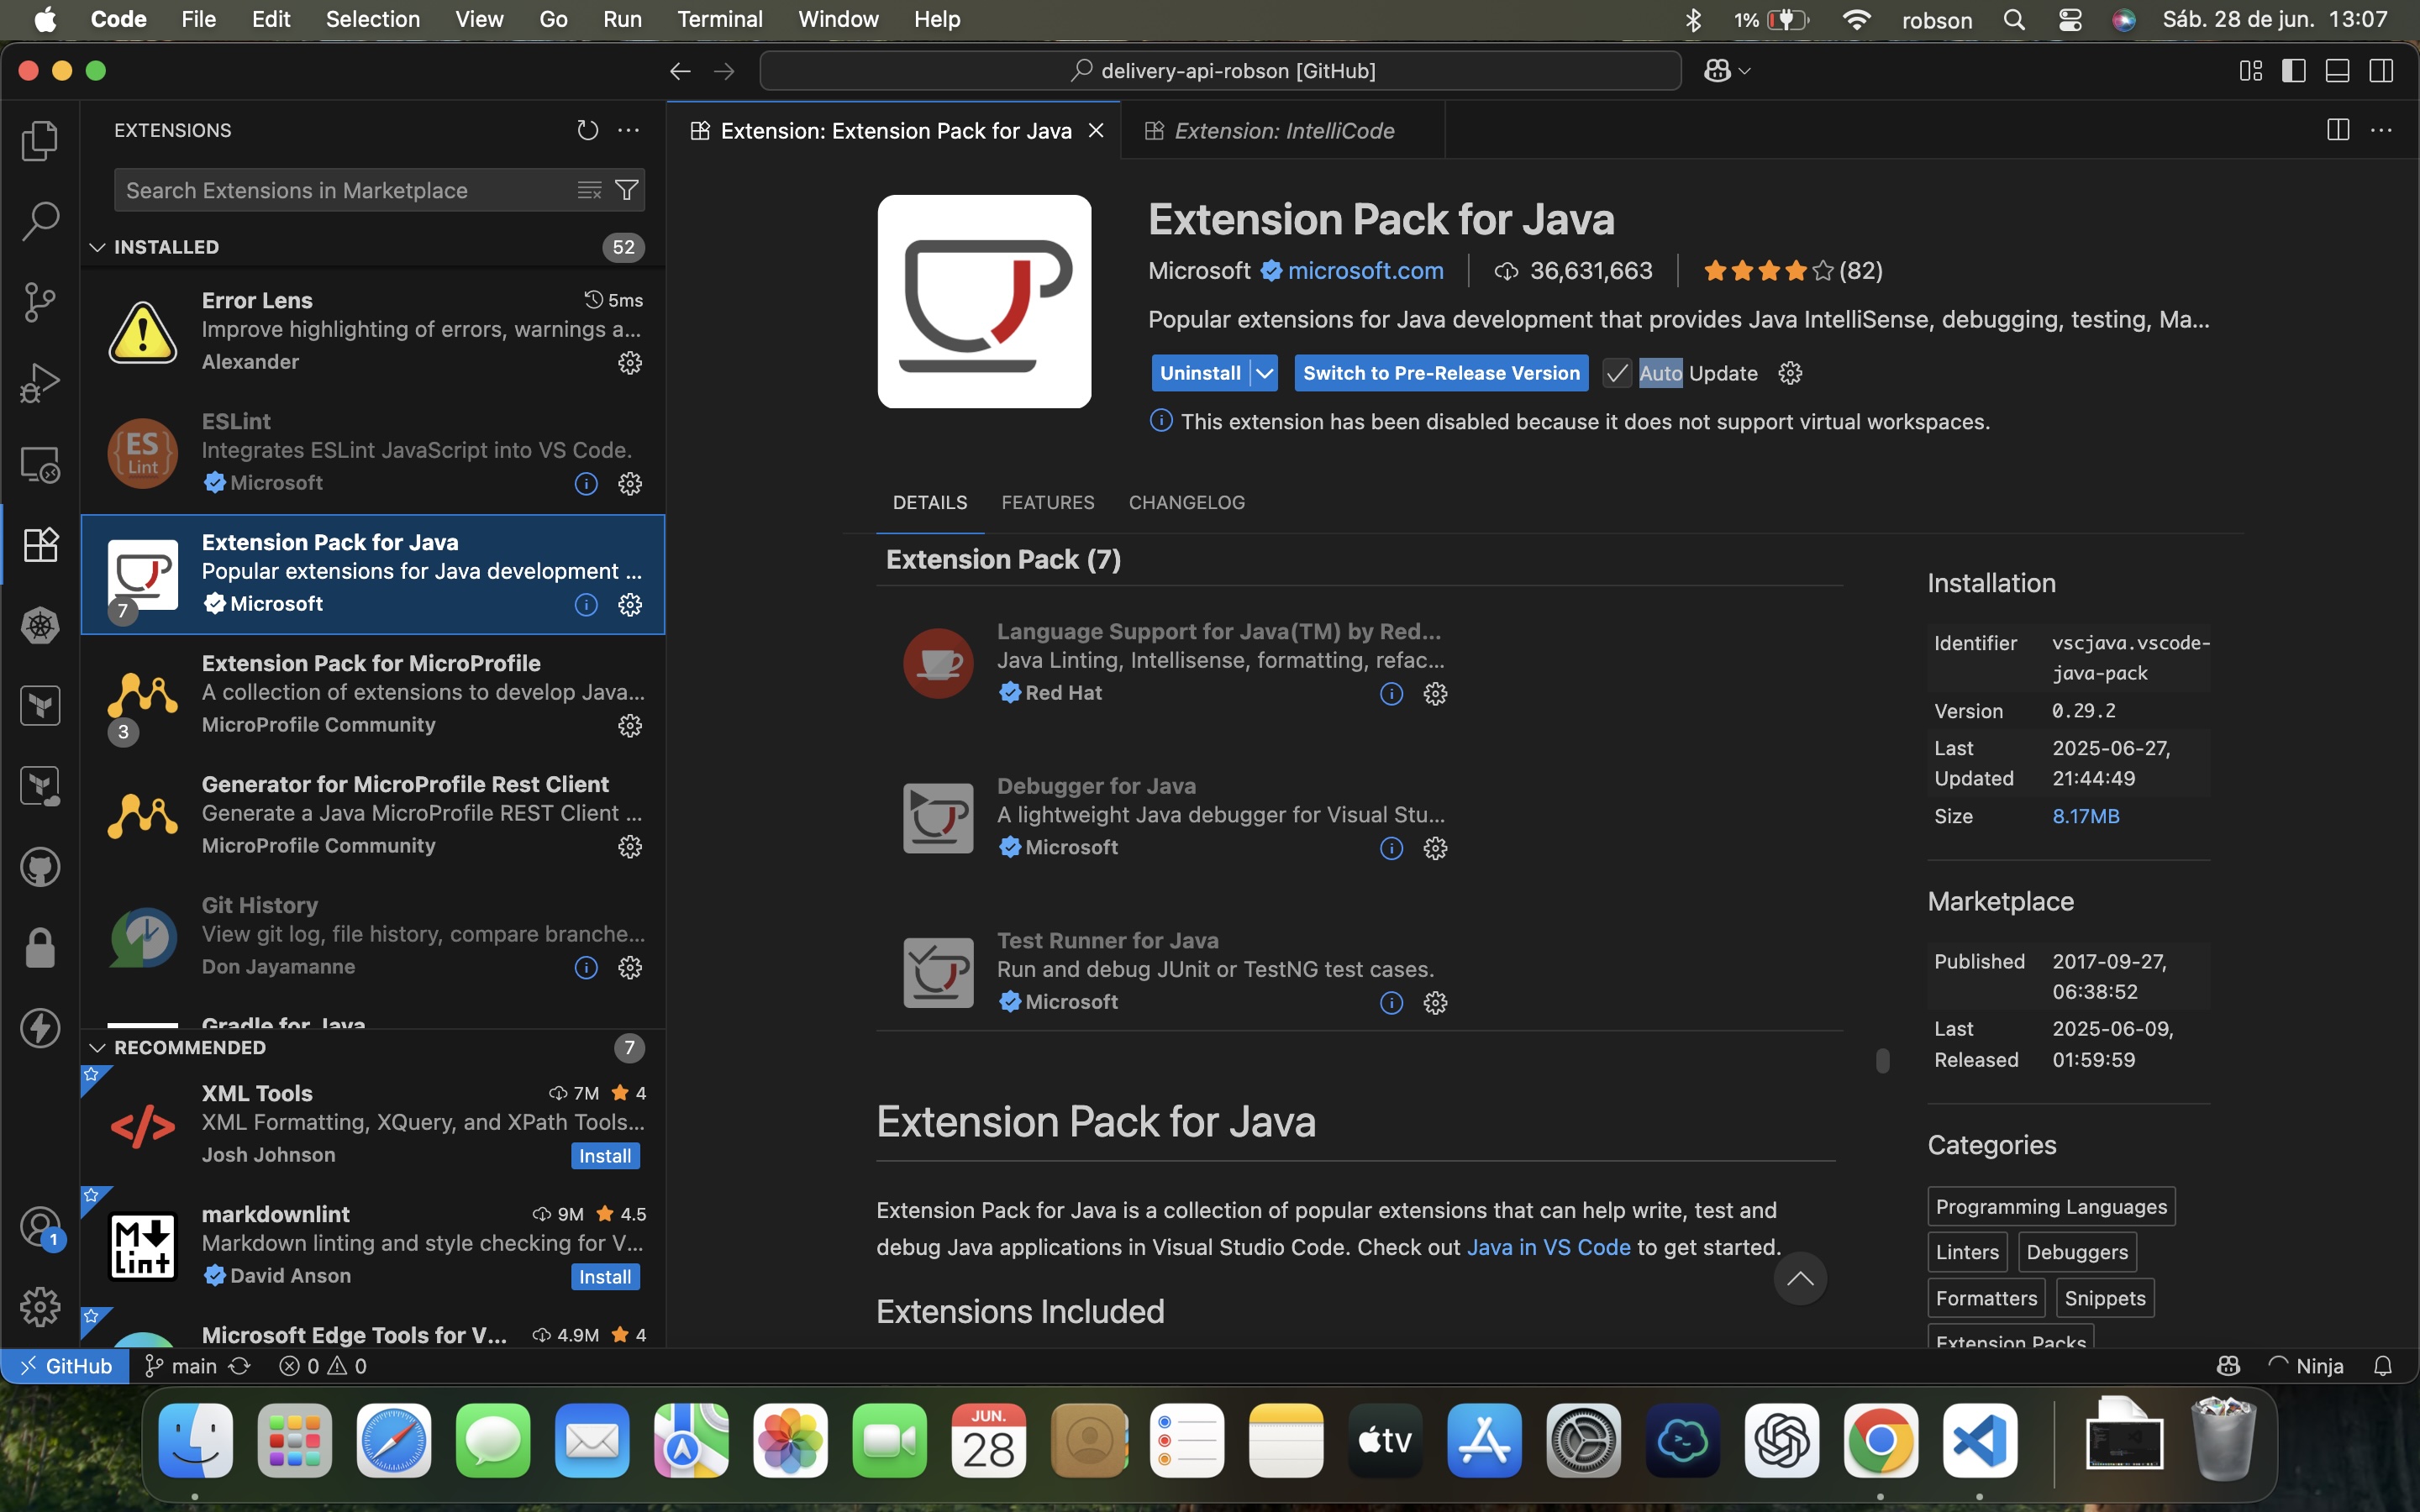 Code File Edit Selection View Go Run Terminal Window Help
1% robson Sáb. 28 de jun. 13:07
delivery-api-robson [GitHub]
EXTENSIONS
Search Extensions in Marketplace
INSTALLED 52
Error Lens 5ms
Improve highlighting of errors, warnings a...
Alexander
ESLint
Integrates ESLint JavaScript into VS Code.
Microsoft
ES
Lint
Extension Pack for Java
Popular extensions for Java development ...
Microsoft
7
Extension Pack for MicroProfile
A collection of extensions to develop Java...
MicroProfile Community
3
Generator for MicroProfile Rest Client
Generate a Java MicroProfile REST Client ...
MicroProfile Community
Git History
View git log, file history, compare branche...
Don Jayamanne
Gradle for Java
RECOMMENDED 7
XML Tools 7M 4
XML Formatting, XQuery, and XPath Tools...
Josh Johnson
Install
markdownlint 9M 4.5
Markdown linting and style checking for V...
David Anson
Install
M
lint
Microsoft Edge Tools for V... 4.9M 4
1
Extension: Extension Pack for Java
Extension: IntelliCode
Extension Pack for Java
Microsoft microsoft.com 36,631,663 (82)
Popular extensions for Java development that provides Java IntelliSense, debugging, testing, Ma...
Uninstall Switch to Pre-Release Version Auto Update
This extension has been disabled because it does not support virtual workspaces.
DETAILS FEATURES CHANGELOG
Extension Pack (7)
Language Support for Java(TM) by Red...
Java Linting, Intellisense, formatting, refac...
Red Hat
Debugger for Java
A lightweight Java debugger for Visual Stu...
Microsoft
Test Runner for Java
Run and debug JUnit or TestNG test cases.
Microsoft
Extension Pack for Java
Extension Pack for Java is a collection of popular extensions that can help write, test and
debug Java applications in Visual Studio Code. Check out Java in VS Code to get started.
Extensions Included
Installation
Identifier vscjava.vscode-
java-pack
Version 0.29.2
Last 2025-06-27,
Updated 21:44:49
Size 8.17MB
Marketplace
Published 2017-09-27,
06:38:52
Last 2025-06-09,
Released 01:59:59
Categories
Programming Languages
Linters Debuggers
Formatters Snippets
Extension Packs
GitHub main 0 0
Ninja
JUN.
28
tv